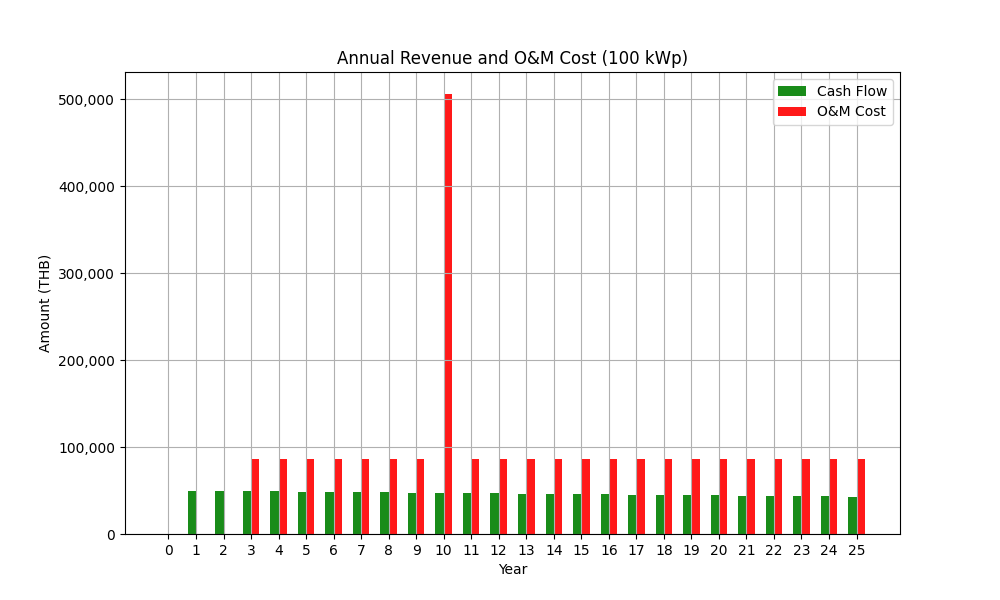 Annual Revenue and O&M Cost (100 kWp)
Cash Flow
O&M Cost
Amount (THB)
500,000
400,000
300,000
200,000
100,000
0
0 1 2 3 4 5 6 7 8 9 10 11 12 13 14 15 16 17 18 19 20 21 22 23 24 25
Year